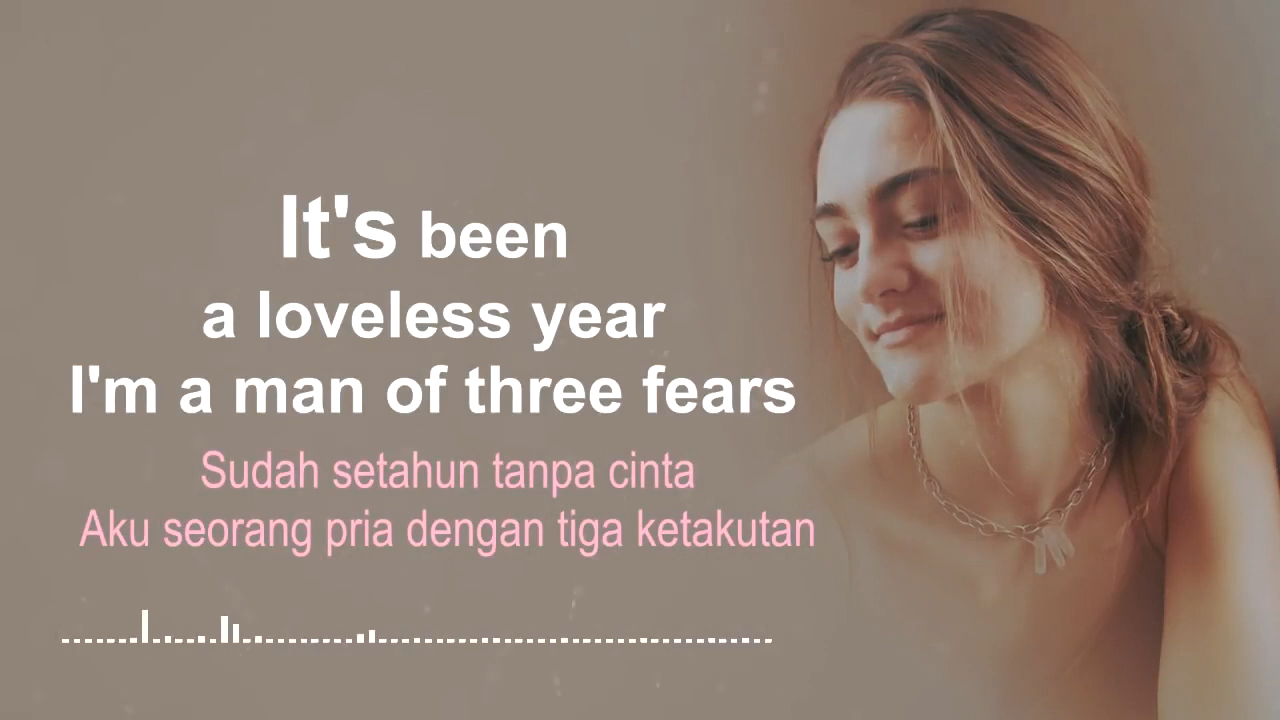 It's been
a loveless year
I'm a man of three fears
Sudah setahun tanpa cinta
Aku seorang pria dengan tiga ketakutan